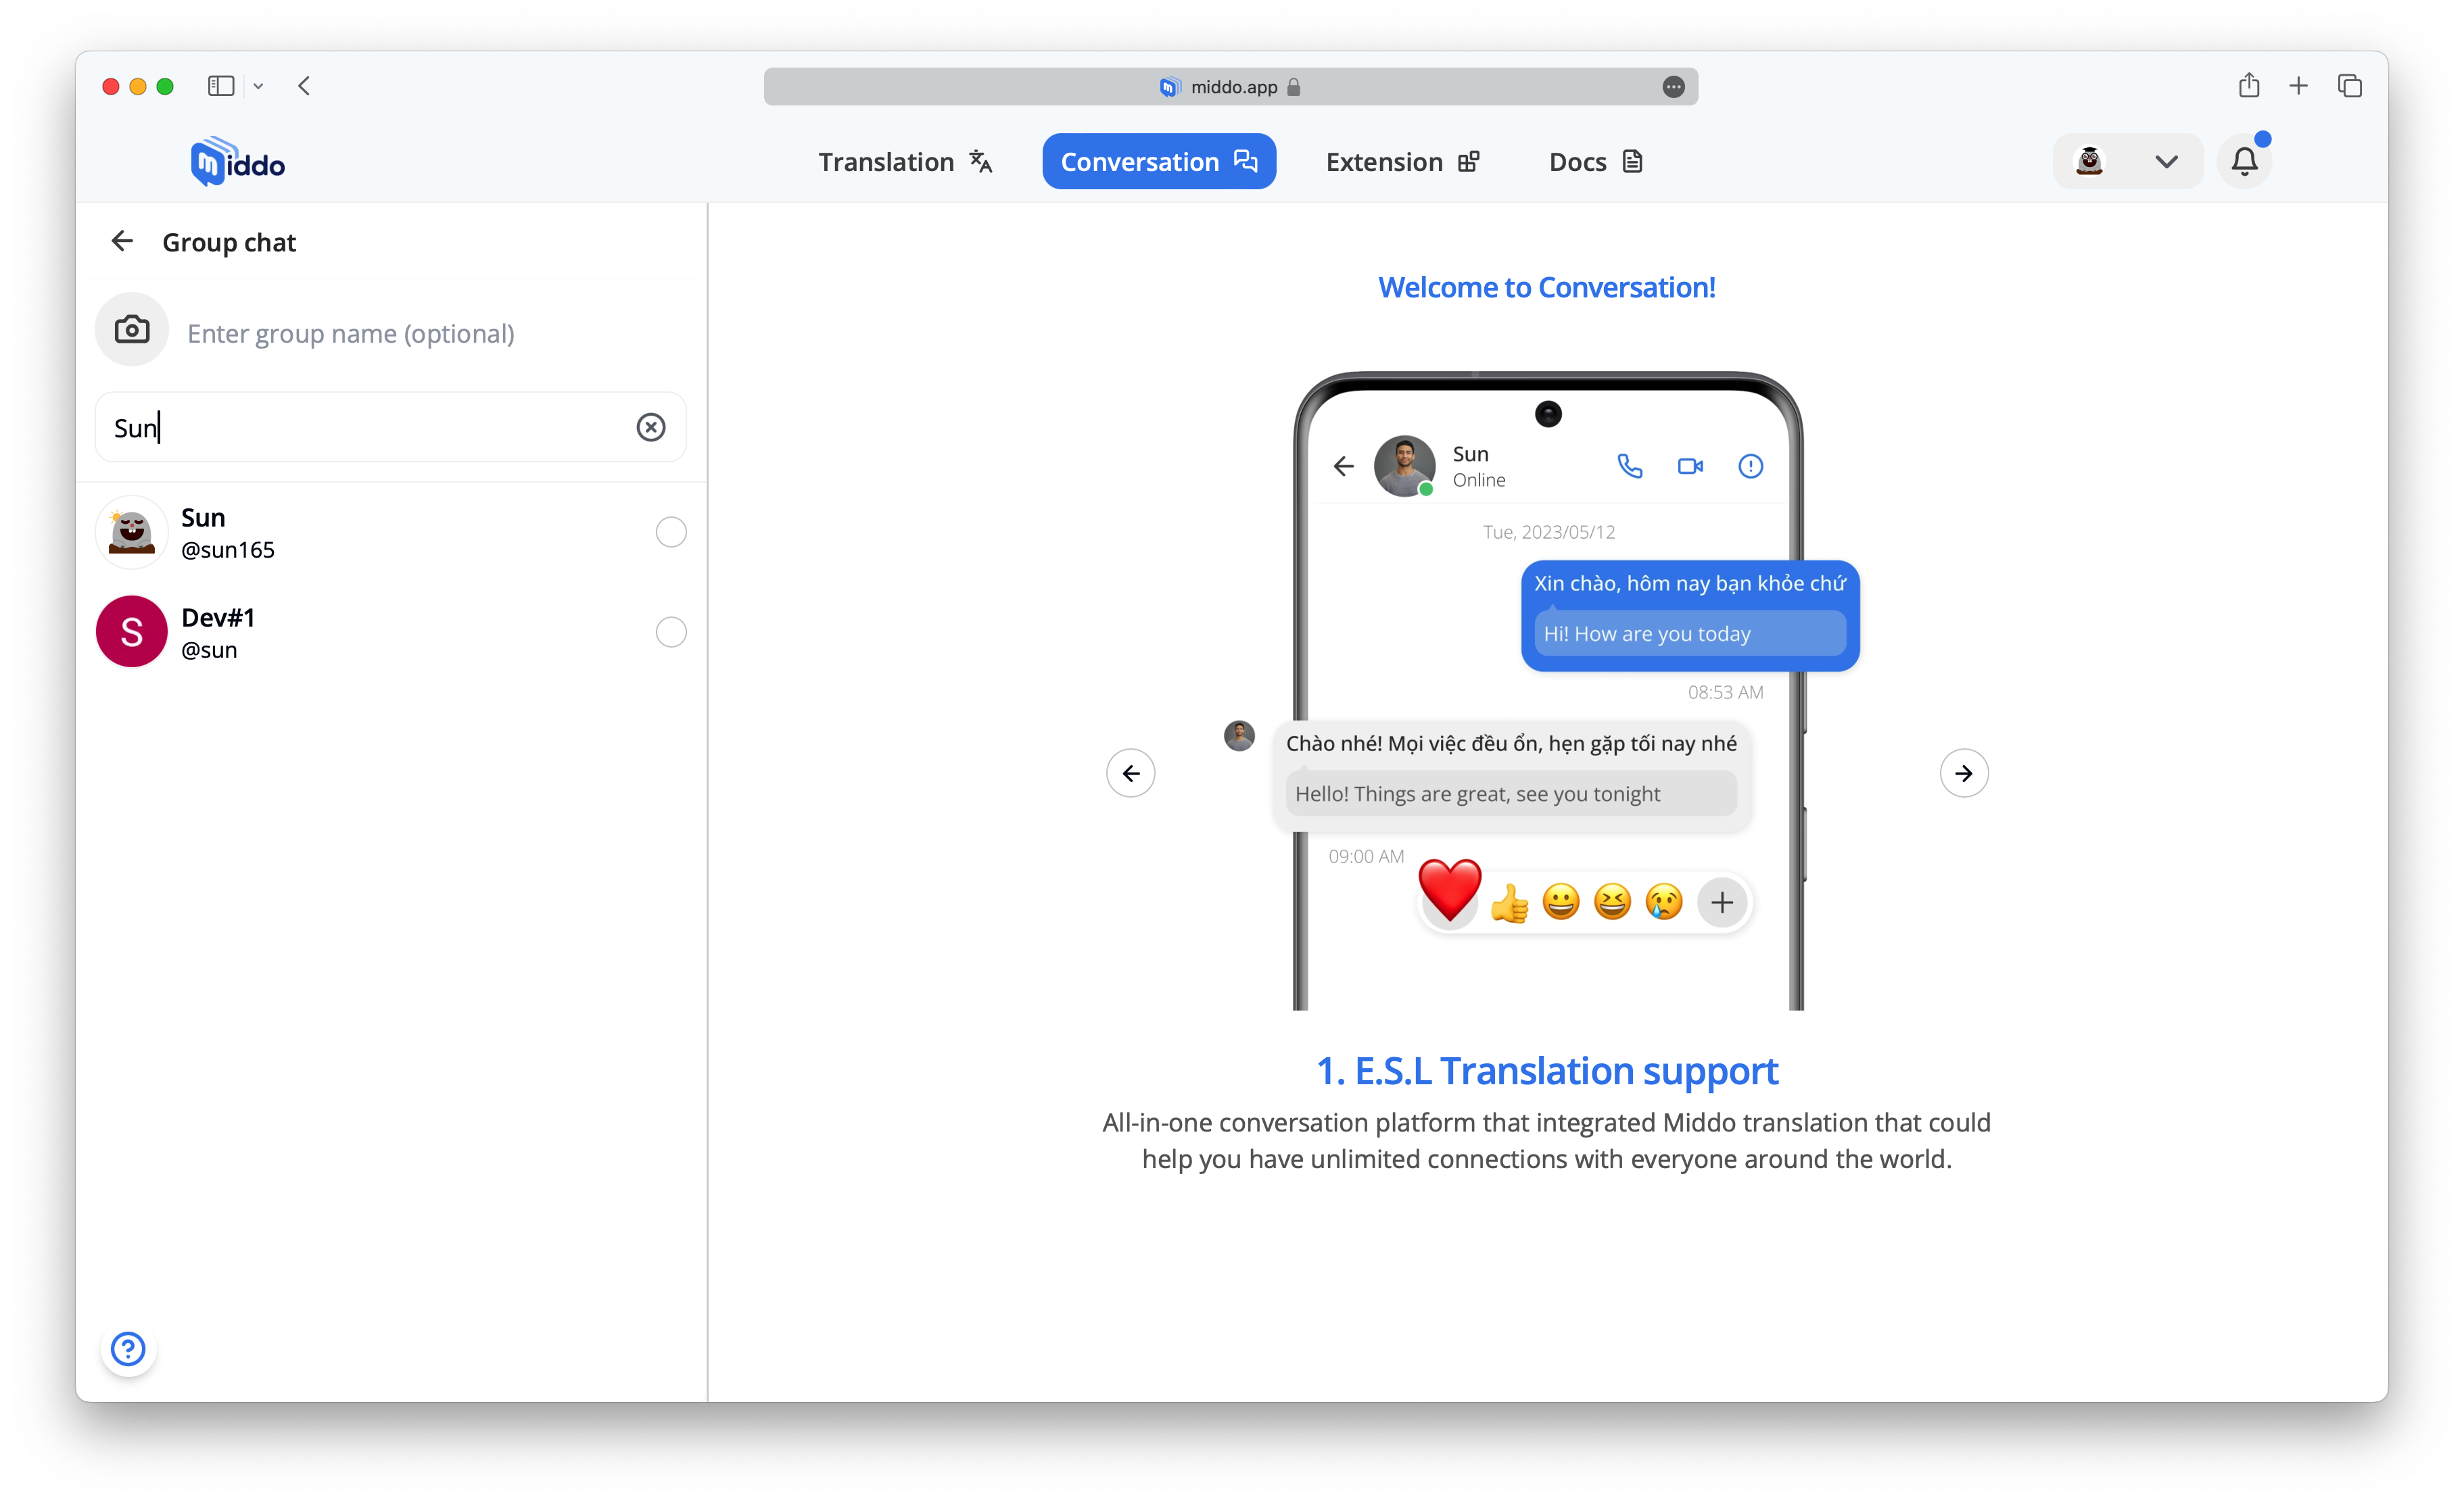 middo.app
middo
Translation
Conversation
Extension
Docs
Group chat
Enter group name (optional)
Sun
Sun
@sun165
S
Dev#1
@sun
Welcome to Conversation!
Sun
Online
Tue, 2023/05/12
Xin chào, hôm nay bạn khỏe chứ
Hi! How are you today
08:53 AM
Chào nhé! Mọi việc đều ổn, hẹn gặp tối nay nhé
Hello! Things are great, see you tonight
09:00 AM
1. E.S.L Translation support
All-in-one conversation platform that integrated Middo translation that could
help you have unlimited connections with everyone around the world.